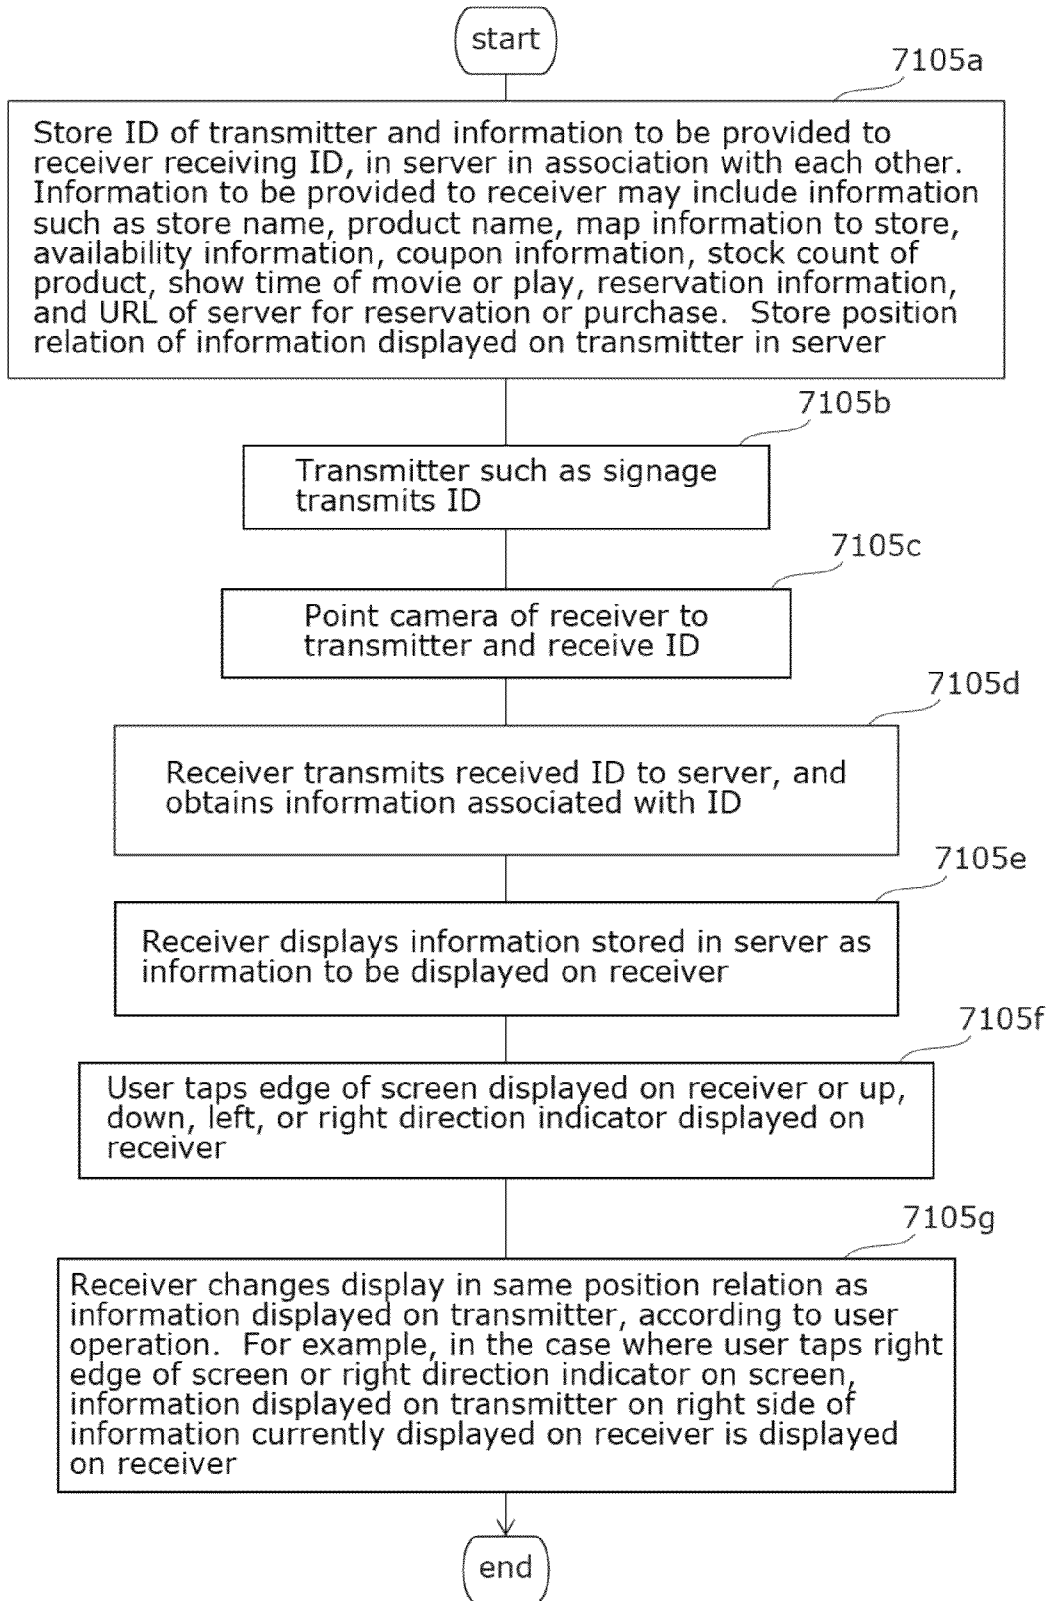 start
7105a
Store ID of transmitter and information to be provided to
receiver receiving ID, in server in association with each other.
Information to be provided to receiver may include information
such as store name, product name, map information to store,
availability information, coupon information, stock count of
product, show time of movie or play, reservation information,
and URL of server for reservation or purchase.  Store position
relation of information displayed on transmitter in server
7105b
Transmitter such as signage
transmits ID
7105c
Point camera of receiver to
transmitter and receive ID
7105d
Receiver transmits received ID to server, and
obtains information associated with ID
7105e
Receiver displays information stored in server as
information to be displayed on receiver
7105f
User taps edge of screen displayed on receiver or up,
down, left, or right direction indicator displayed on
receiver
7105g
Receiver changes display in same position relation as
information displayed on transmitter, according to user
operation.  For example, in the case where user taps right
edge of screen or right direction indicator on screen,
information displayed on transmitter on right side of
information currently displayed on receiver is displayed
on receiver
end